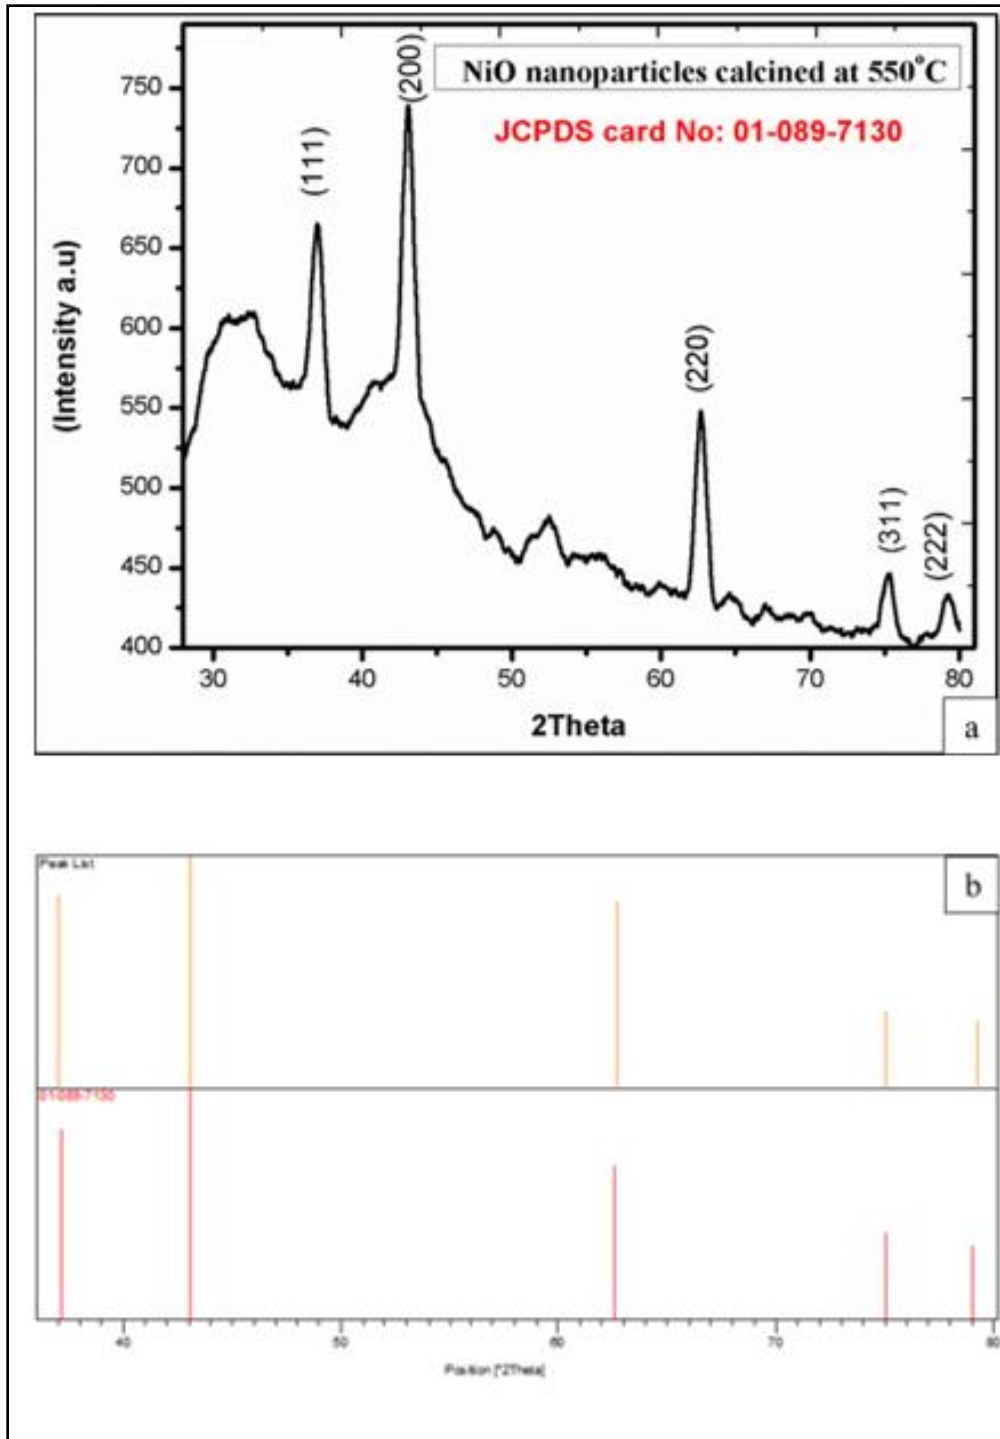 NiO nanoparticles calcined at 550°C
JCPDS card No: 01-089-7130
(111)
(200)
(220)
(311)
(222)
(Intensity a.u)
750
700
650
600
550
500
450
400
30 40 50 60 70 80
2Theta
a
Peak List
b
01-089-7130
40 50 60 70 80
Position [°2Theta]